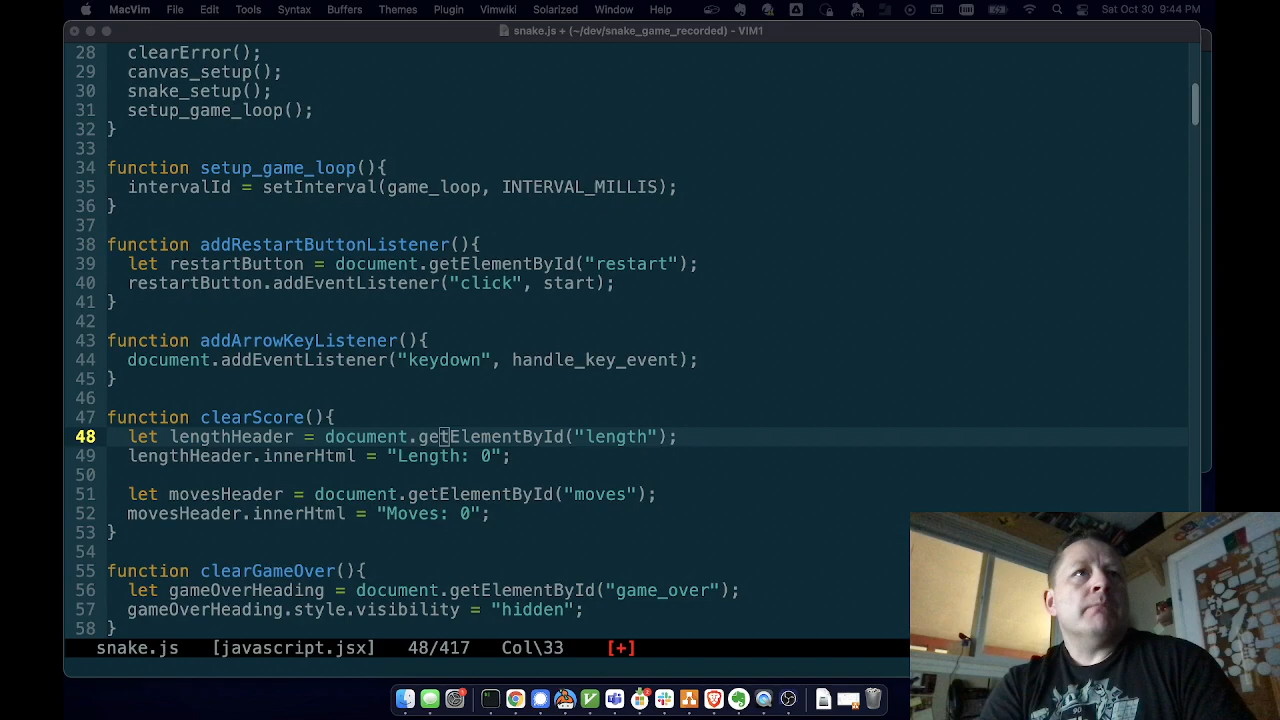 MacVim File Edit Tools Syntax Buffers Themes Plugin Vimwiki Solarized Window Help Sat Oct 30 9:44 PM
snake.js + (~/dev/snake_game_recorded) - VIM1
28 clearError();
29 canvas_setup();
30 snake_setup();
31 setup_game_loop();
32 }
33
34 function setup_game_loop(){
35 intervalId = setInterval(game_loop, INTERVAL_MILLIS);
36 }
37
38 function addRestartButtonListener(){
39 let restartButton = document.getElementById("restart");
40 restartButton.addEventListener("click", start);
41 }
42
43 function addArrowKeyListener(){
44 document.addEventListener("keydown", handle_key_event);
45 }
46
47 function clearScore(){
48 let lengthHeader = document.getElementById("length");
49 lengthHeader.innerHtml = "Length: 0";
50
51 let movesHeader = document.getElementById("moves");
52 movesHeader.innerHtml = "Moves: 0";
53 }
54
55 function clearGameOver(){
56 let gameOverHeading = document.getElementById("game_over");
57 gameOverHeading.style.visibility = "hidden";
58 }
snake.js [javascript.jsx] 48/417 Col\33 [+]